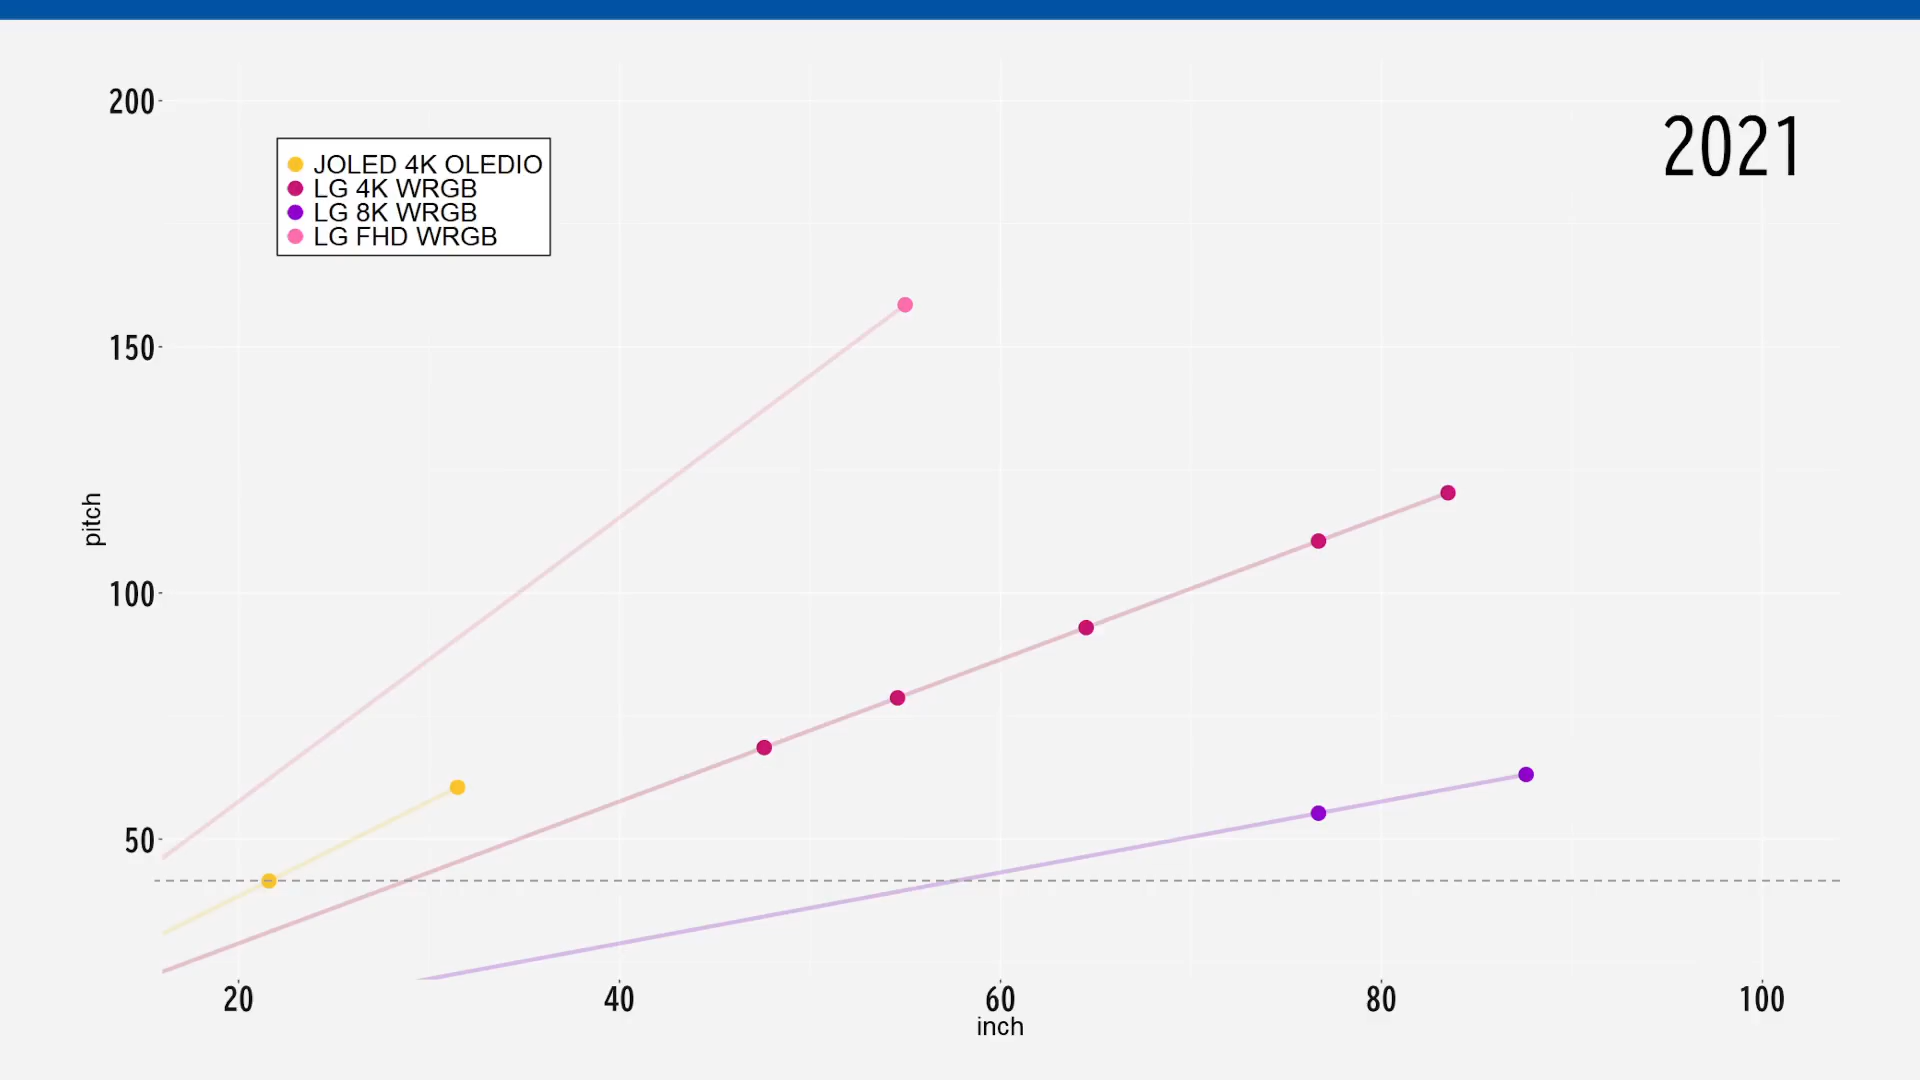 200
2021
JOLED 4K OLEDIO
LG 4K WRGB
LG 8K WRGB
LG FHD WRGB
150
pitch
100
50
20 40 60 80 100
inch